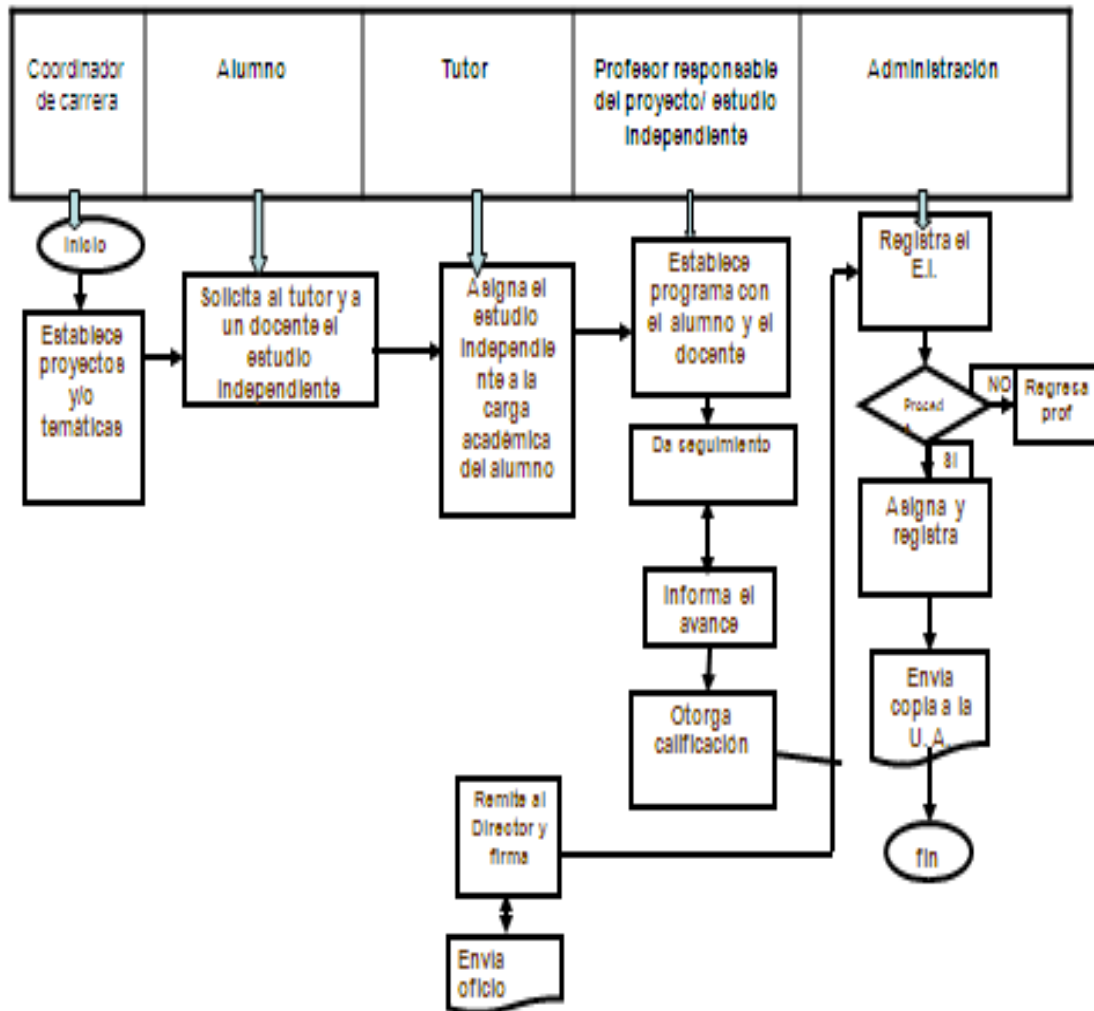 Coordinador
de carrera
Alumno
Tutor
Profesor responsable
del proyecto/ estudio
Independiente
Administración
Inicio
Establece
proyectos
y/o
temáticas
Solicita al tutor y a
un docente el
estudio
Independiente
Asigna el
estudio
Independie
nte a la
carga
académica
del alumno
Establece
programa con
el alumno y el
docente
Da seguimiento
Informa el
avance
Otorga
calificación
Remite al
Director y
firma
Envia
oficio
Registra el
E.I.
Proced
NO
Regresa
prof
SI
Asigna y
registra
Envia
copia a la
U. A.
fin